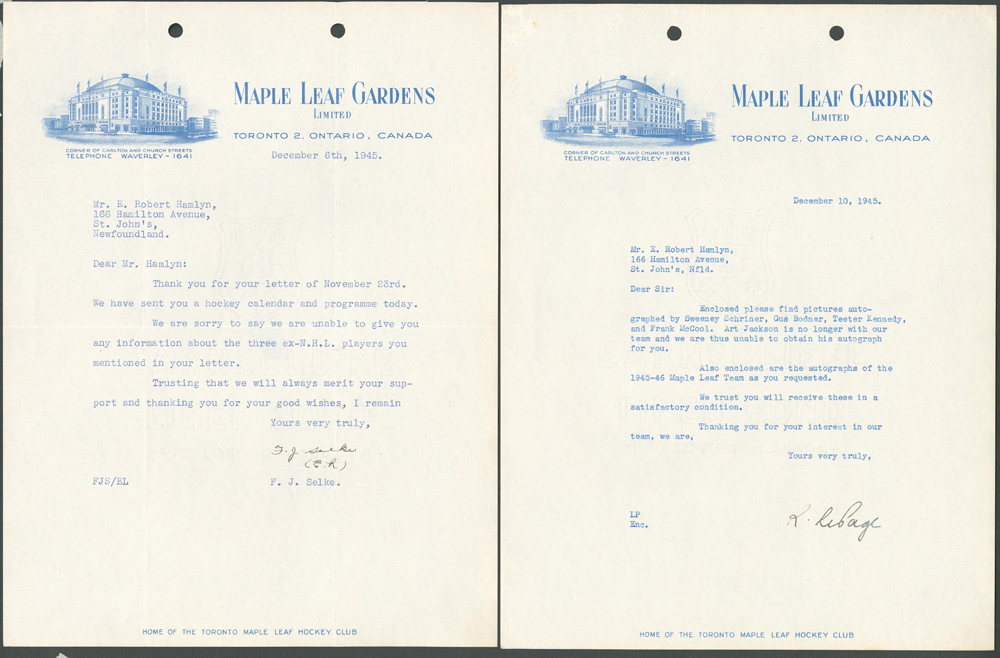 MAPLE LEAF GARDENS
LIMITED
TORONTO 2, ONTARIO, CANADA
CORNER OF CARLTON AND CHURCH STREETS
TELEPHONE WAVERLEY - 1641
December 6th, 1945.
Mr. E. Robert Hamlyn,
166 Hamilton Avenue,
St. John's,
Newfoundland.
Dear Mr. Hamlyn:
Thank you for your letter of November 23rd.
We have sent you a hockey calendar and programme today.
We are sorry to say we are unable to give you
any information about the three ex-N.H.L. players you
mentioned in your letter.
Trusting that we will always merit your sup-
port and thanking you for your good wishes, I remain
Yours very truly,
F. J. Selke
(E.L)
FJS/EL
F. J. Selke.
HOME OF THE TORONTO MAPLE LEAF HOCKEY CLUB
MAPLE LEAF GARDENS
LIMITED
TORONTO 2, ONTARIO, CANADA
CORNER OF CARLTON AND CHURCH STREETS
TELEPHONE WAVERLEY - 1641
December 10, 1945.
Mr. E. Robert Hamlyn,
166 Hamilton Avenue,
St. John's, Nfld.
Dear Sir:
Enclosed please find pictures auto-
graphed by Sweeney Schriner, Gus Bodnar, Teeter Kennedy,
and Frank McCool. Art Jackson is no longer with our
team and we are thus unable to obtain his autograph
for you.
Also enclosed are the autographs of the
1945-46 Maple Leaf Team as you requested.
We trust you will receive these in a
satisfactory condition.
Thanking you for your interest in our
team, we are,
Yours very truly,
LP
Enc.
K. LePage
HOME OF THE TORONTO MAPLE LEAF HOCKEY CLUB